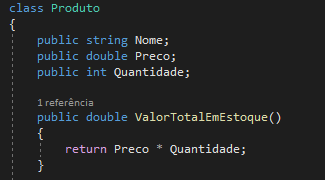 class Produto
{
public string Nome;
public double Preco;
public int Quantidade;
1 referência
public double ValorTotalEmEstoque()
{
return Preco * Quantidade;
}